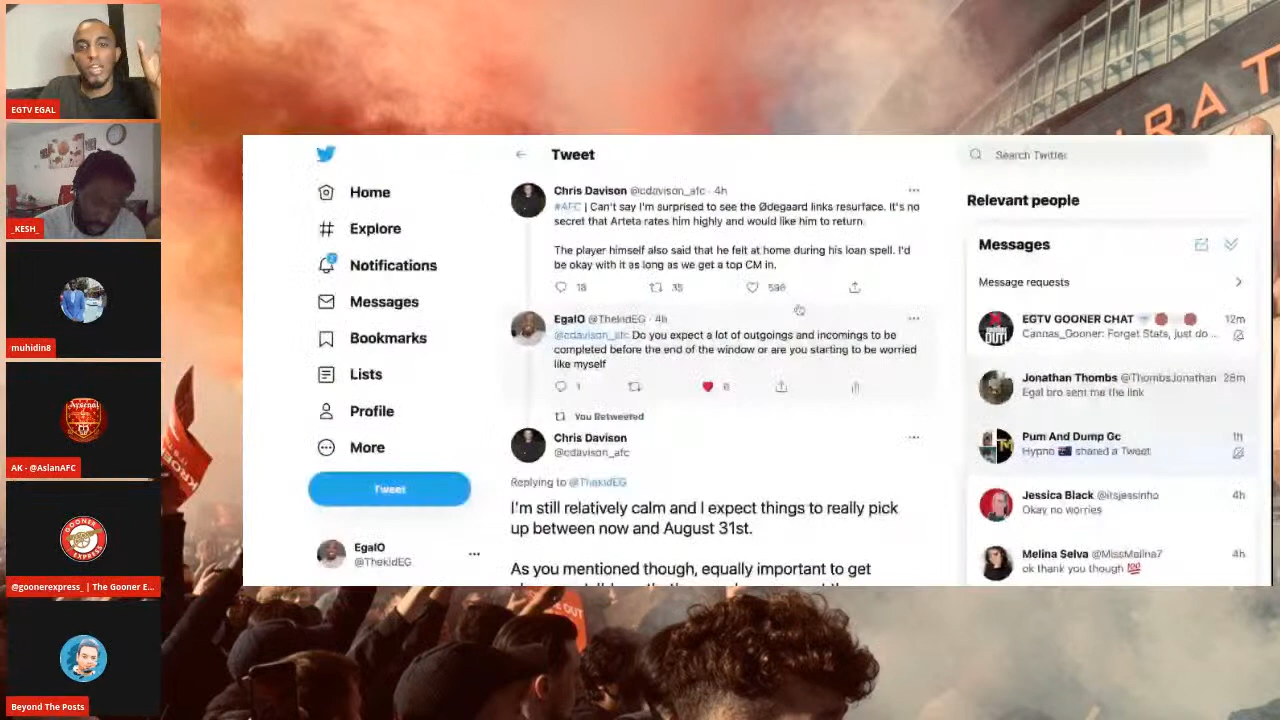 EGTV EGAL
_KESH_
muhidin8
Arsenal
AK - @AslanAFC
GOONER
EXPRESS
@goonerexpress_ | The Gooner E...
Beyond The Posts
Home
Explore
Notifications
Messages
Bookmarks
Lists
Profile
More
Tweet
EgalO
@ThekidEG
Tweet
Chris Davison @cdavison_afc · 4h
#AFC | Can't say I'm surprised to see the Ødegaard links resurface. It's no
secret that Arteta rates him highly and would like him to return.
The player himself also said that he felt at home during his loan spell. I'd
be okay with it as long as we get a top CM in.
18 35 596
EgalO @ThekidEG · 4h
@cdavison_afc Do you expect a lot of outgoings and incomings to be
completed before the end of the window or are you starting to be worried
like myself
1 6
You Retweeted
Chris Davison
@cdavison_afc
Replying to @ThekidEG
I'm still relatively calm and I expect things to really pick
up between now and August 31st.
As you mentioned though, equally important to get
Search Twitter
Relevant people
Messages
Message requests
EGTV GOONER CHAT 12m
Cannas_Gooner: Forget Stats, just do ...
Jonathan Thombs @ThombsJonathan 28m
Egal bro sent me the link
Pum And Dump Gc 1h
Hypno 🇦🇺 shared a Tweet
Jessica Black @itsjessinho 4h
Okay no worries
Melina Selva @MissMalina7 4h
ok thank you though 💯
RAT
OUT